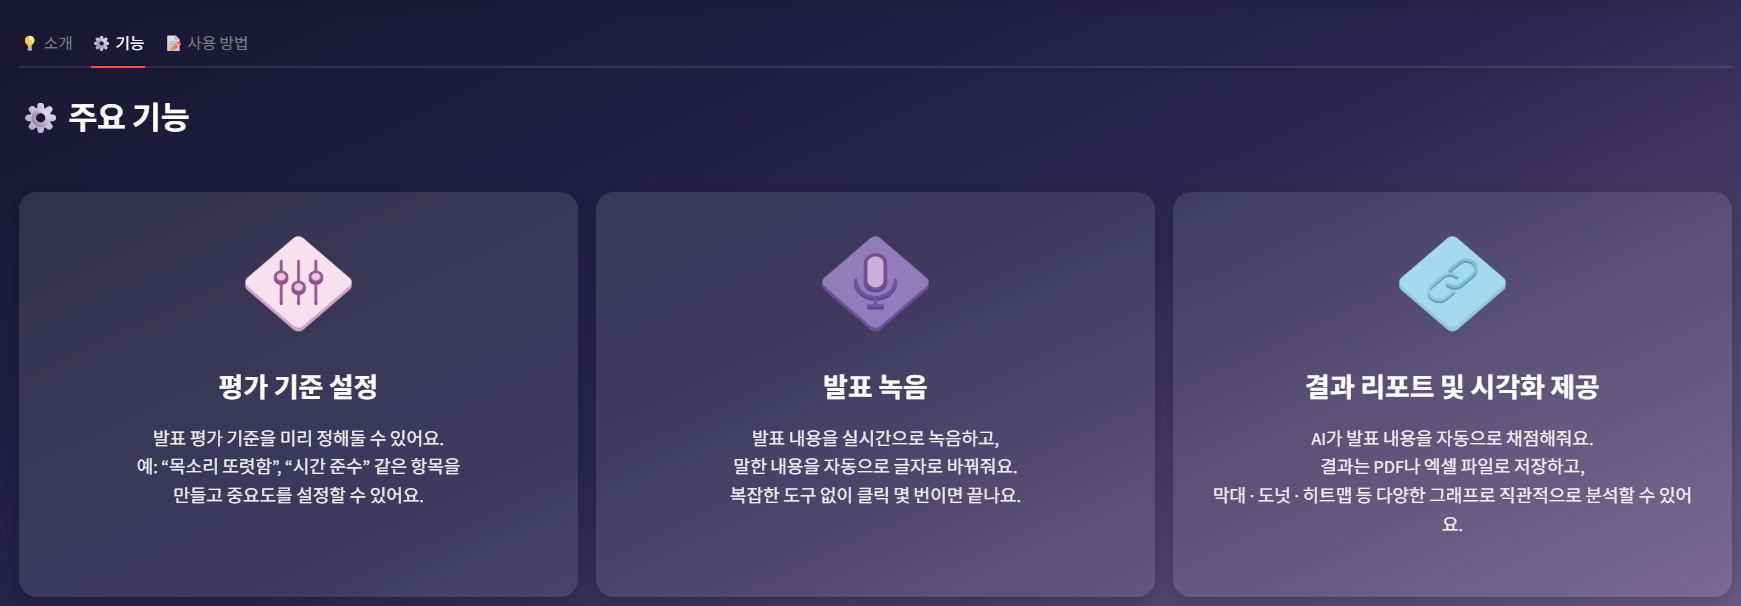 소개 기능 사용 방법
주요 기능
평가 기준 설정
발표 평가 기준을 미리 정해둘 수 있어요.
예: “목소리 또렷함”, “시간 준수” 같은 항목을
만들고 중요도를 설정할 수 있어요.
발표 녹음
발표 내용을 실시간으로 녹음하고,
말한 내용을 자동으로 글자로 바꿔줘요.
복잡한 도구 없이 클릭 몇 번이면 끝나요.
결과 리포트 및 시각화 제공
AI가 발표 내용을 자동으로 채점해줘요.
결과는 PDF나 엑셀 파일로 저장하고,
막대 · 도넛 · 히트맵 등 다양한 그래프로 직관적으로 분석할 수 있어
요.